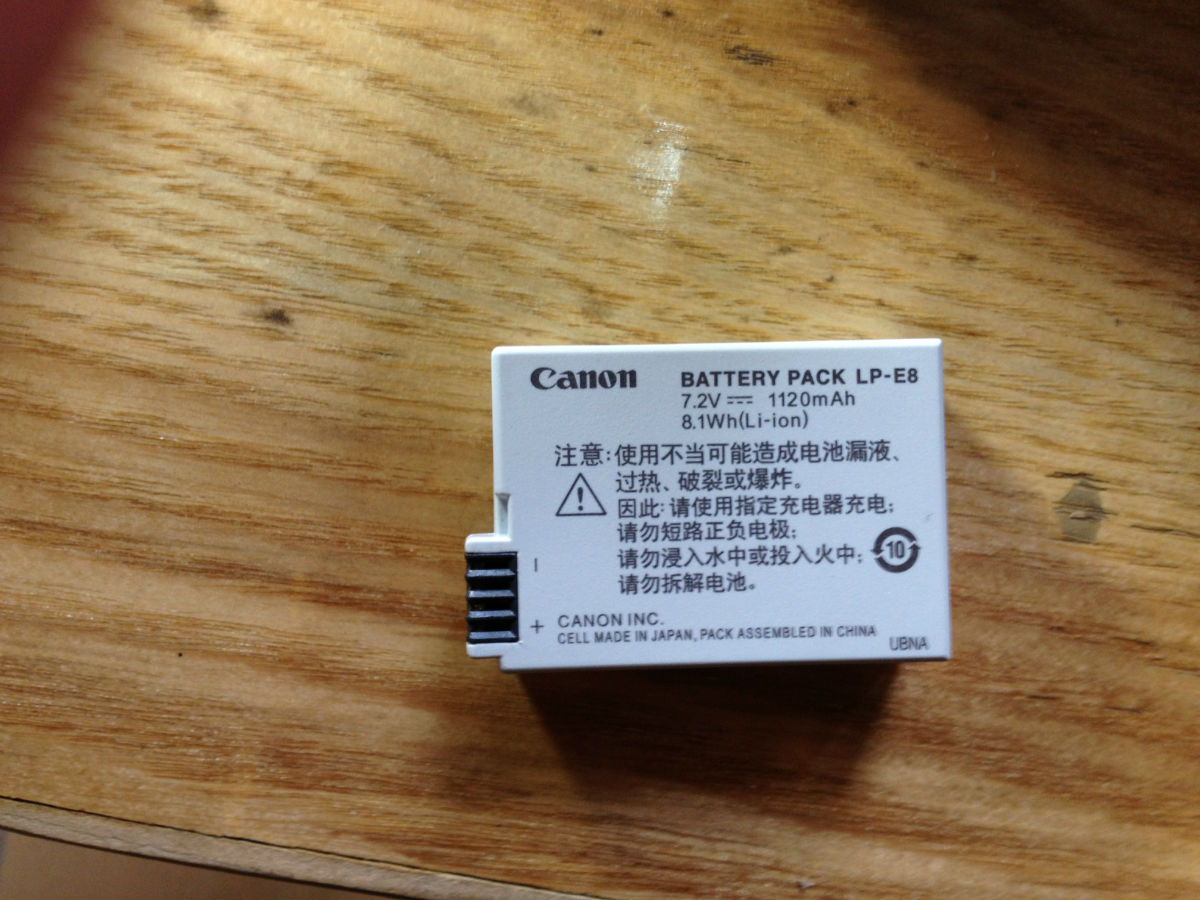 Canon
BATTERY PACK LP-E8
7.2V ⎓ 1120mAh
8.1Wh(Li-ion)
注意:使用不当可能造成电池漏液、
过热、破裂或爆炸。
因此:请使用指定充电器充电;
请勿短路正负电极;
请勿浸入水中或投入火中;
请勿拆解电池。
10
−
+
CANON INC.
CELL MADE IN JAPAN, PACK ASSEMBLED IN CHINA
UBNA